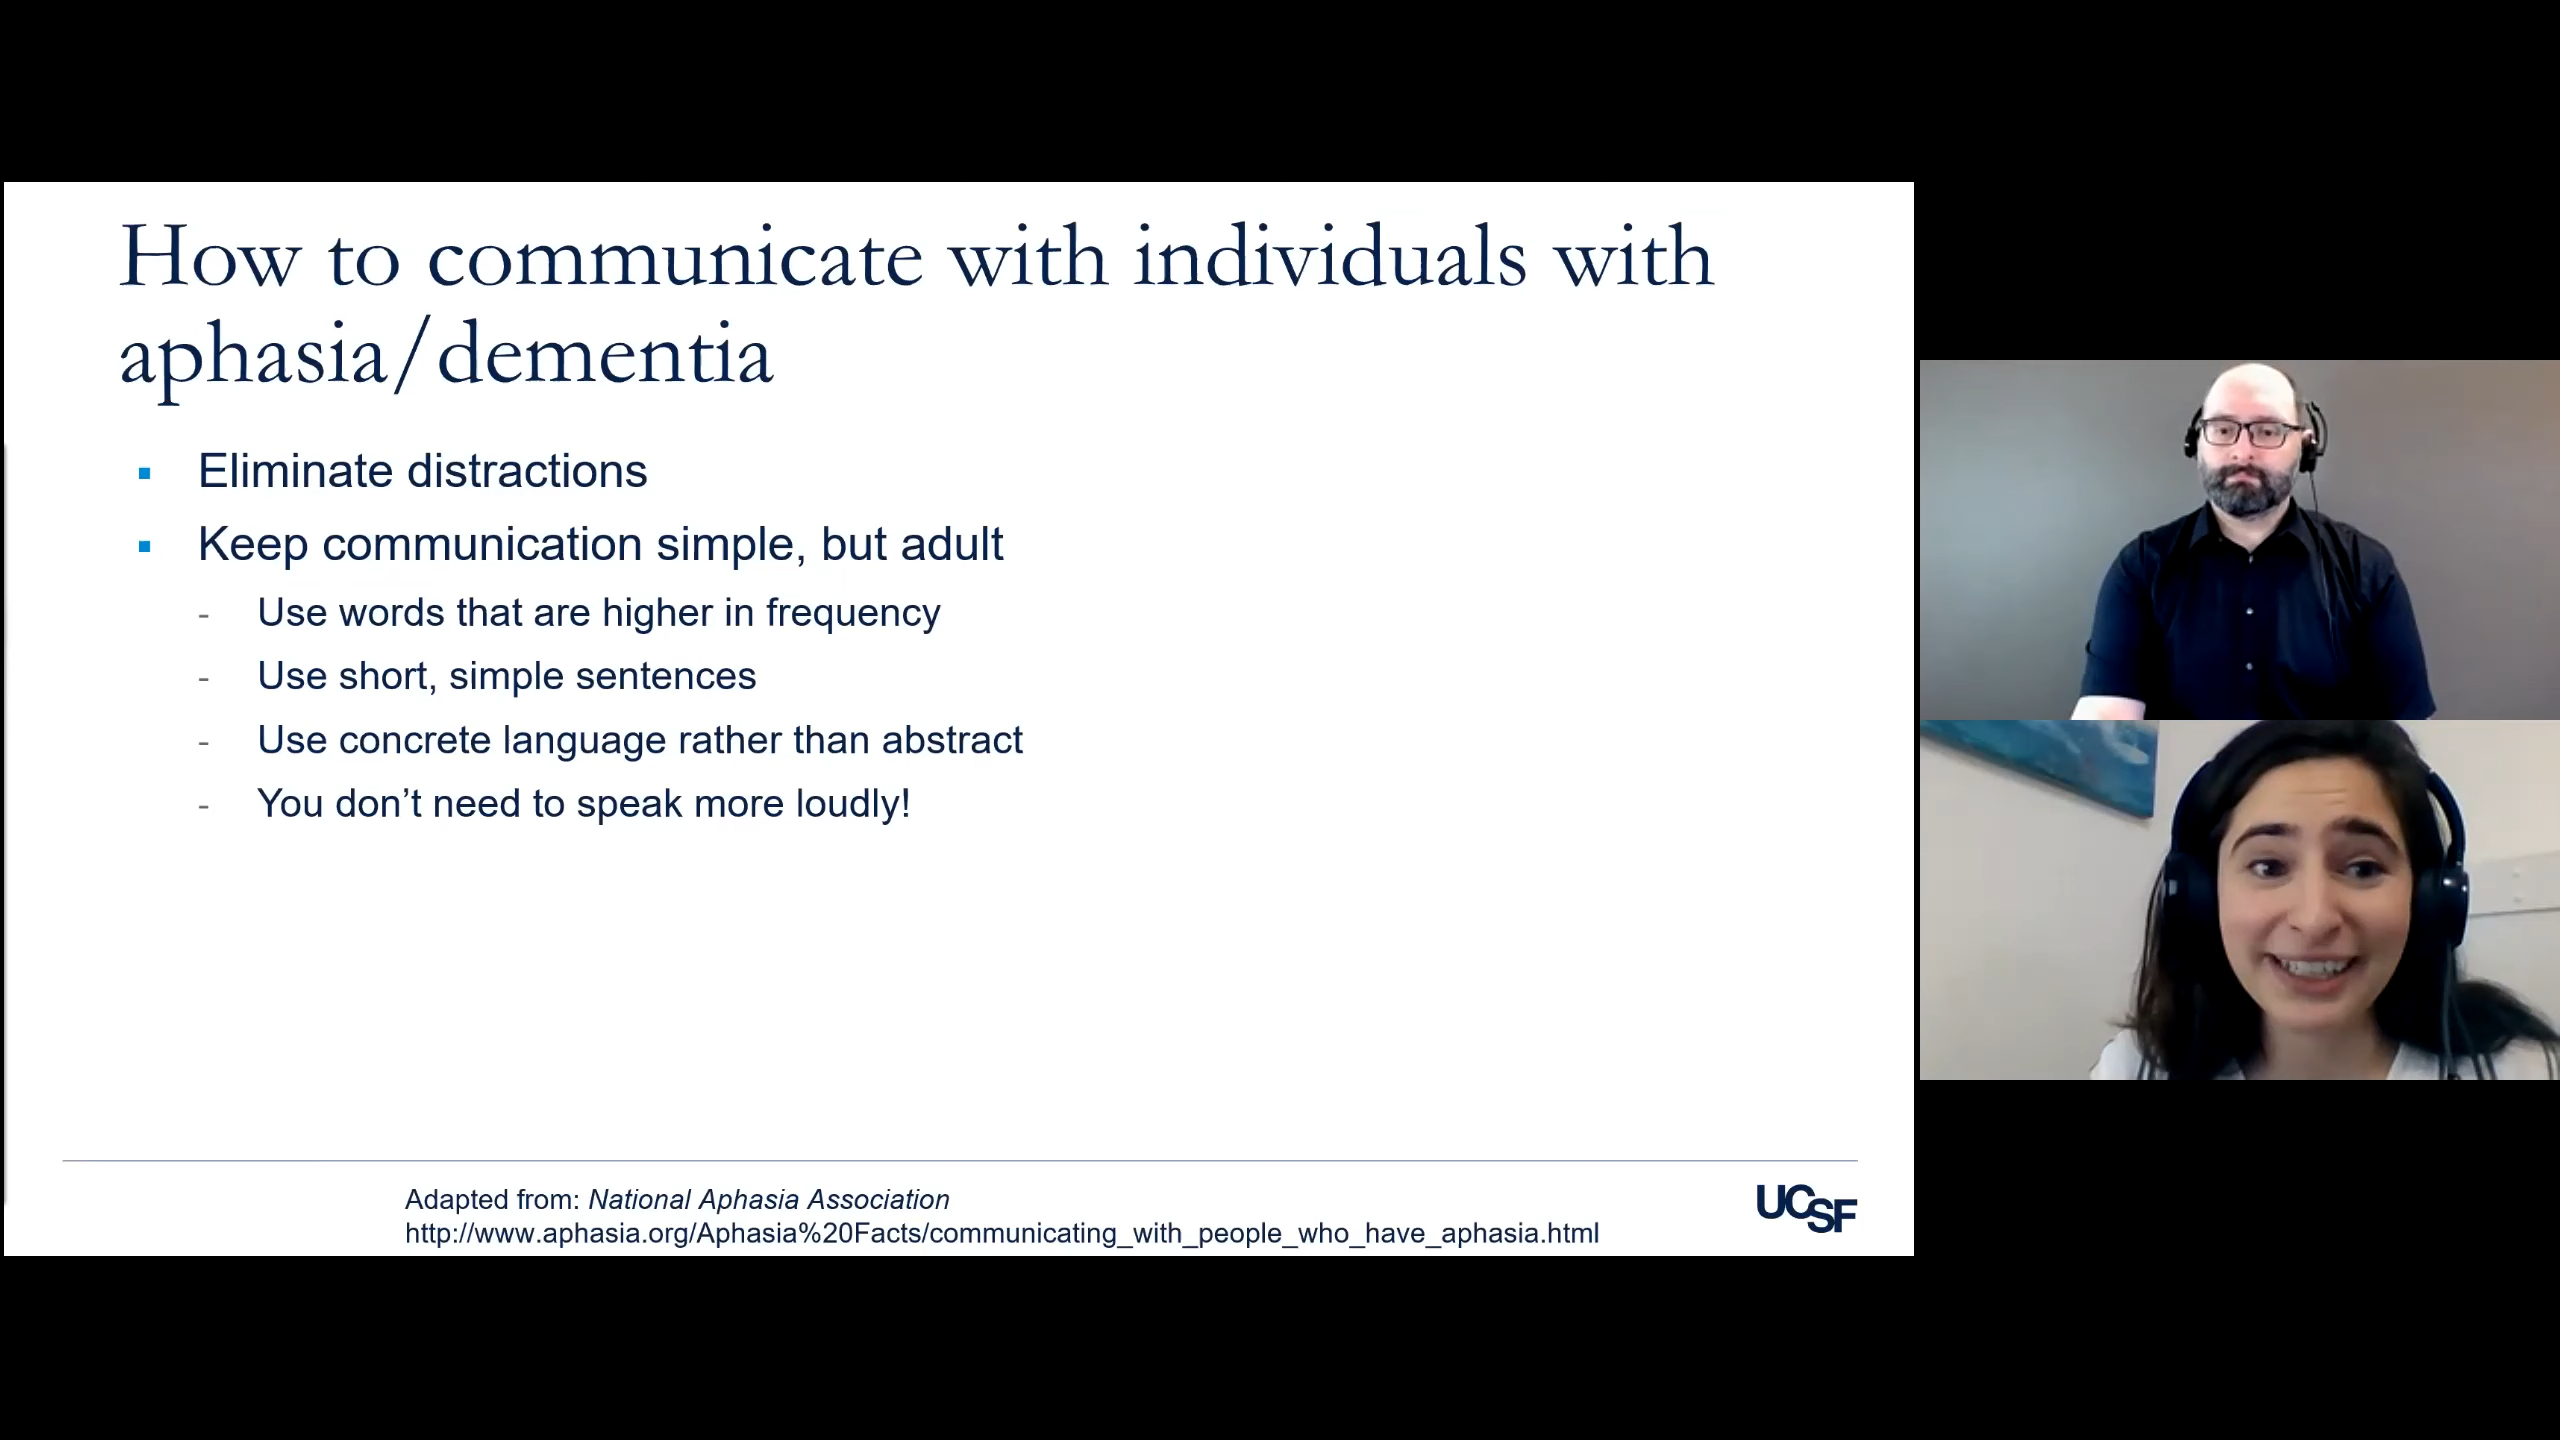 How to communicate with individuals with
aphasia/dementia
▪ Eliminate distractions
▪ Keep communication simple, but adult
- Use words that are higher in frequency
- Use short, simple sentences
- Use concrete language rather than abstract
- You don’t need to speak more loudly!
Adapted from: National Aphasia Association
http://www.aphasia.org/Aphasia%20Facts/communicating_with_people_who_have_aphasia.html
UCSF